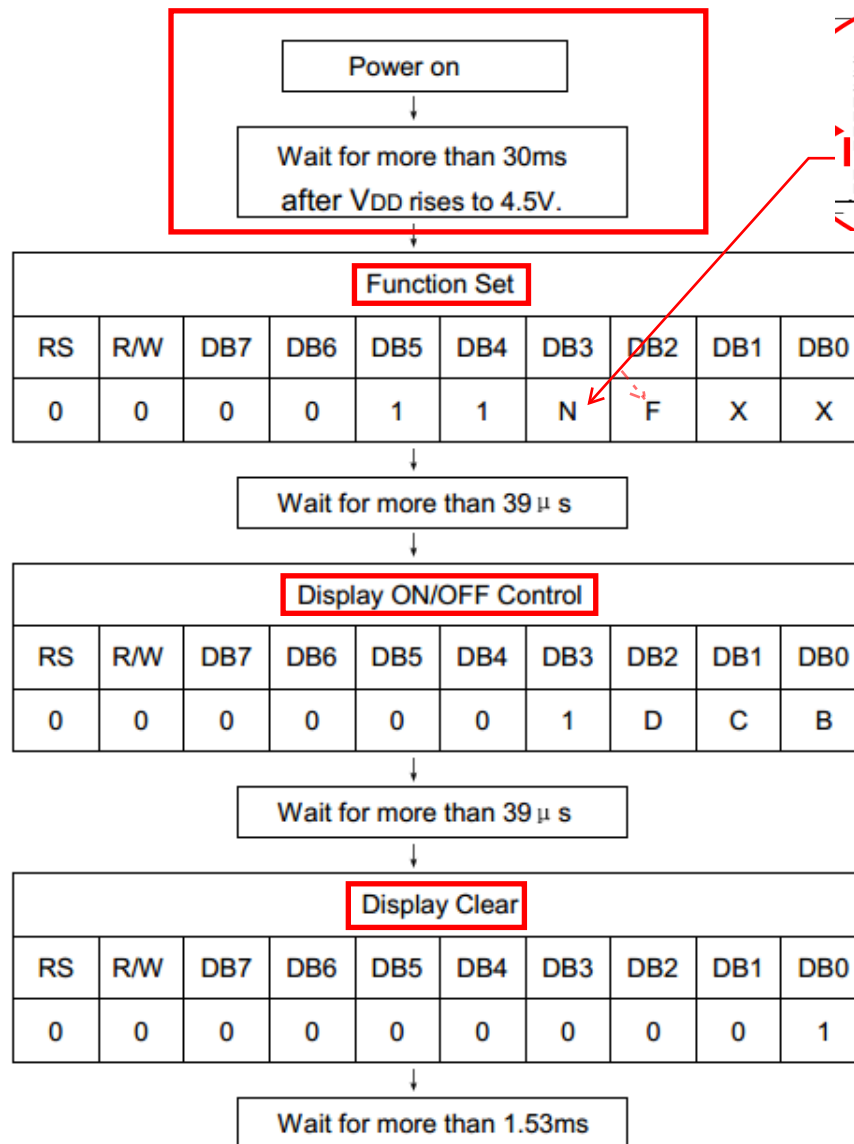 Power on
Wait for more than 30ms
after VDD rises to 4.5V.
Function Set
RS R/W DB7 DB6 DB5 DB4 DB3 DB2 DB1 DB0
0 0 0 0 1 1 N F X X
Wait for more than 39 μ s
Display ON/OFF Control
RS R/W DB7 DB6 DB5 DB4 DB3 DB2 DB1 DB0
0 0 0 0 0 0 1 D C B
Wait for more than 39 μ s
Display Clear
RS R/W DB7 DB6 DB5 DB4 DB3 DB2 DB1 DB0
0 0 0 0 0 0 0 0 0 1
Wait for more than 1.53ms